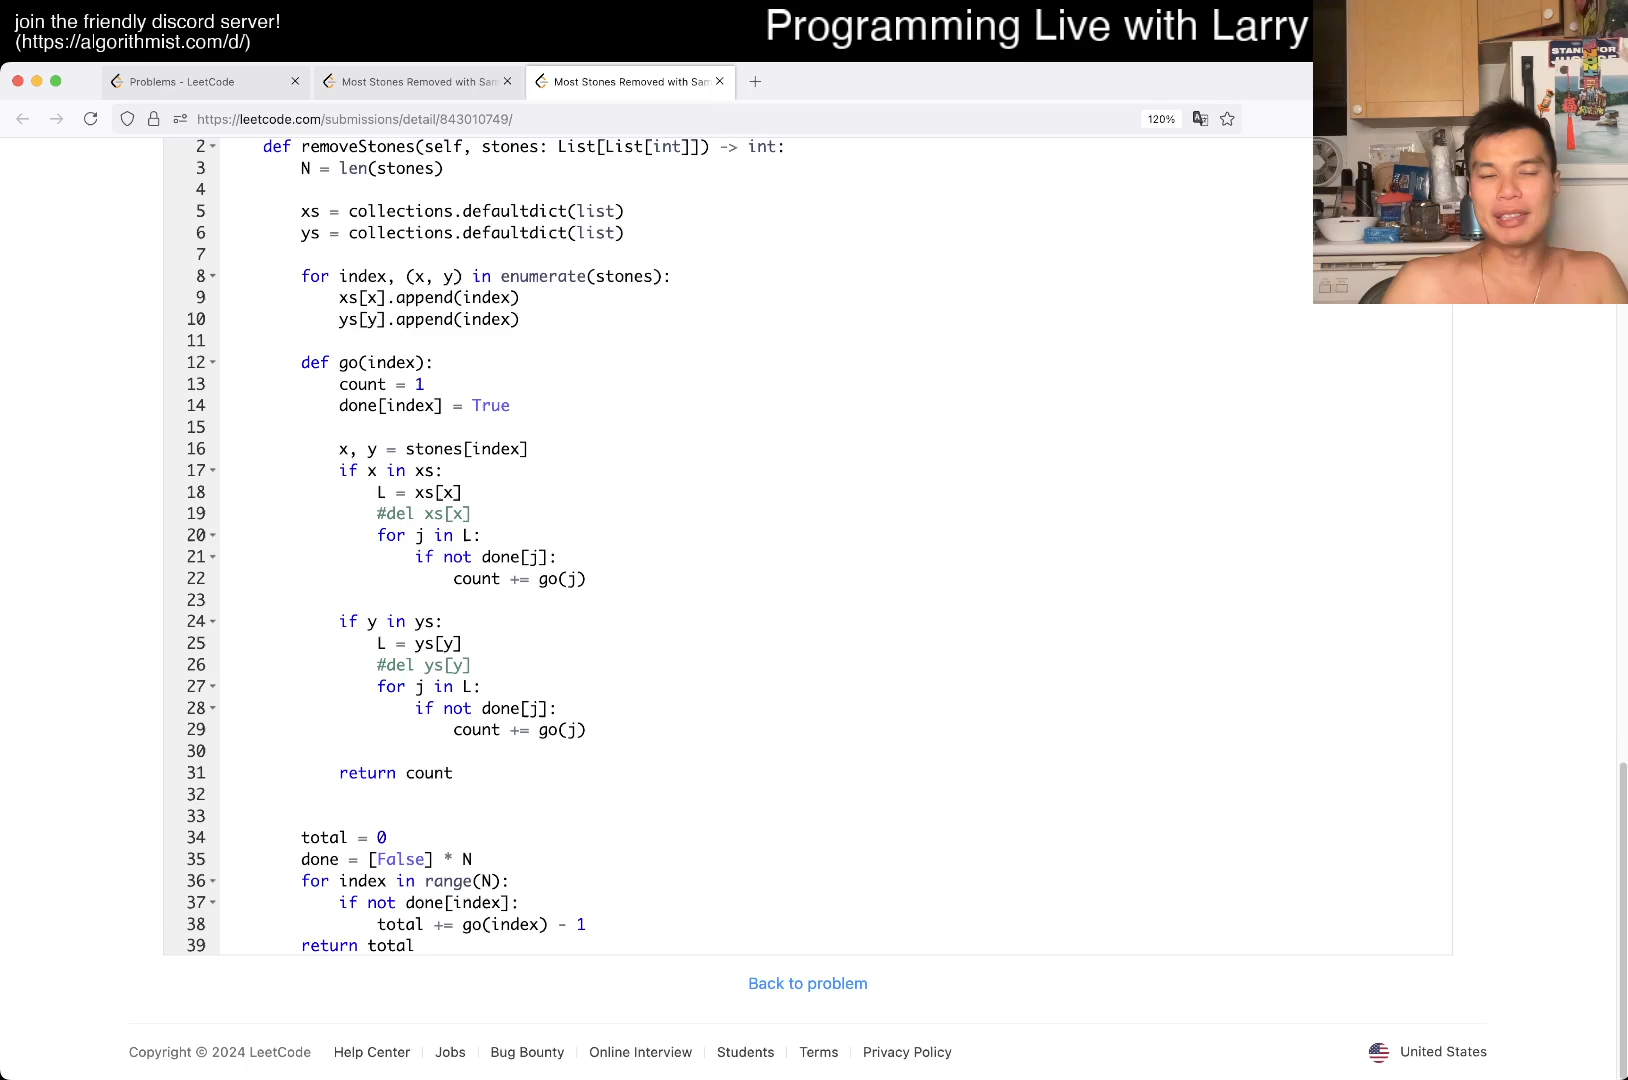 join the friendly discord server!
(https://algorithmist.com/d/)
Programming Live with Larry
Problems - LeetCode
Most Stones Removed with Sam
Most Stones Removed with Sam
https://leetcode.com/submissions/detail/843010749/
120%
2 def removeStones(self, stones: List[List[int]]) -> int:
3 N = len(stones)
4
5 xs = collections.defaultdict(list)
6 ys = collections.defaultdict(list)
7
8 for index, (x, y) in enumerate(stones):
9 xs[x].append(index)
10 ys[y].append(index)
11
12 def go(index):
13 count = 1
14 done[index] = True
15
16 x, y = stones[index]
17 if x in xs:
18 L = xs[x]
19 #del xs[x]
20 for j in L:
21 if not done[j]:
22 count += go(j)
23
24 if y in ys:
25 L = ys[y]
26 #del ys[y]
27 for j in L:
28 if not done[j]:
29 count += go(j)
30
31 return count
32
33
34 total = 0
35 done = [False] * N
36 for index in range(N):
37 if not done[index]:
38 total += go(index) - 1
39 return total
Back to problem
Copyright © 2024 LeetCode
Help Center
Jobs
Bug Bounty
Online Interview
Students
Terms
Privacy Policy
United States